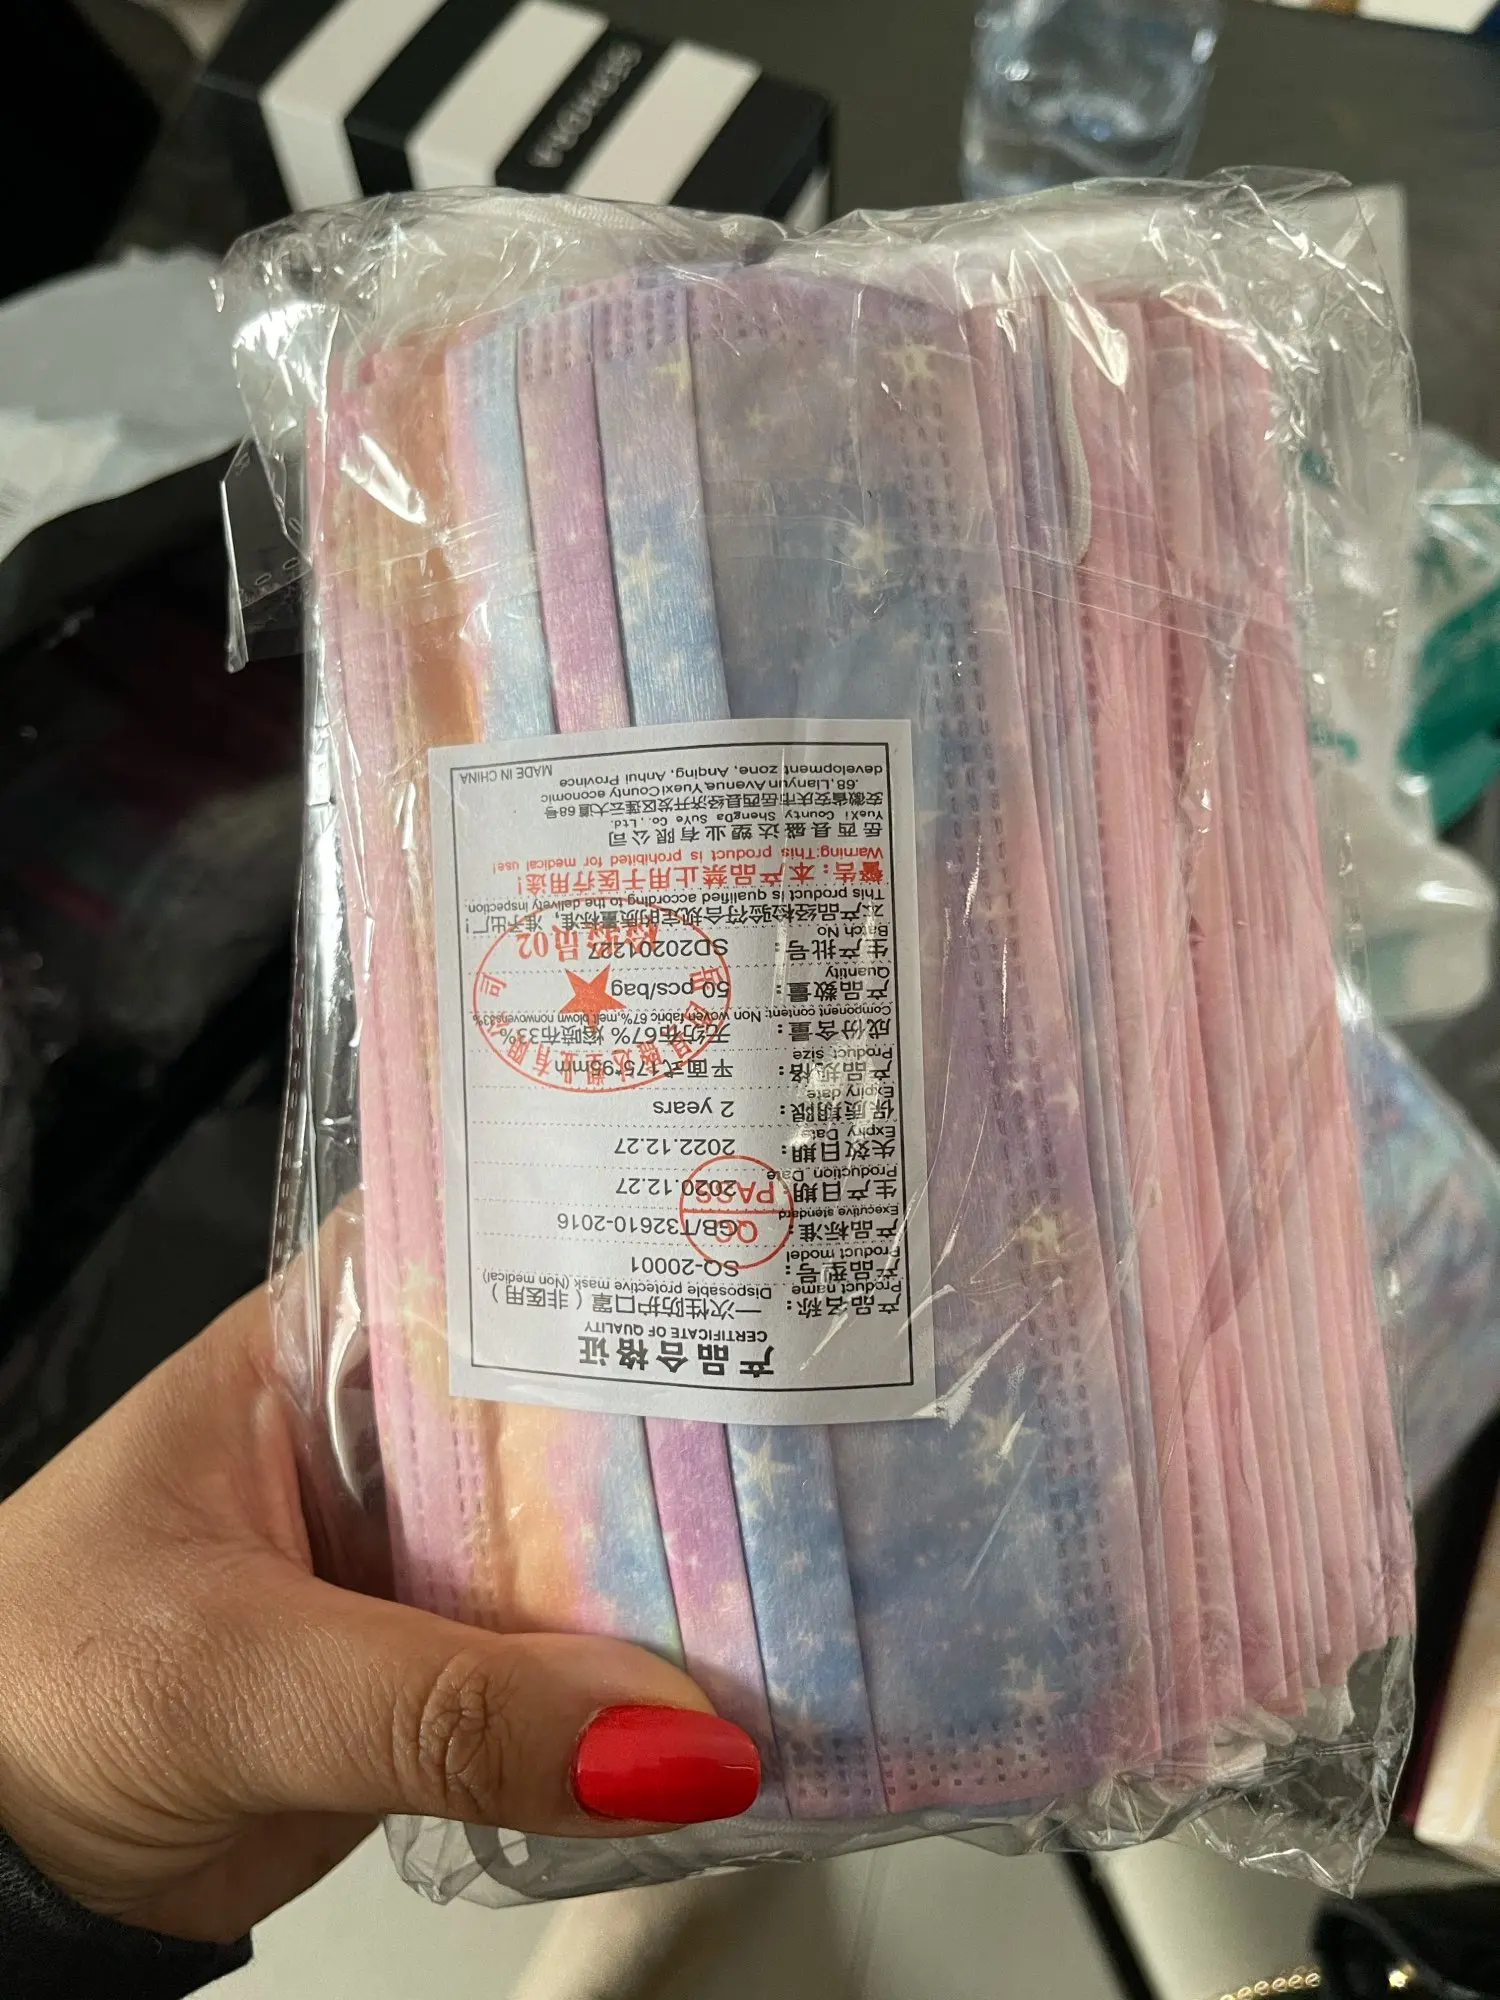 SEPHORA
产品合格证
CERTIFICATE OF QUALITY
产品名称： 一次性防护口罩（非医用）
Product name Disposable protective mask (Non medical)
产品型号： SQ-20001
Product model
产品标准： GB/T32610-2016
Executive standard
生产日期 2020.12.27
Production Date
失效日期： 2022.12.27
Expiry Date
保质期限： 2 years
Expiry date
产品规格： 平面式175*95mm
Product size
成份含量： 无纺布67% 熔喷布33%
Component content: Non woven fabric 67%,melt blown nonwovens33%
产品数量： 50 pcs/bag
Quantity
生产批号： SD20201227
Batch No
本产品经检验符合规定的质量标准，准予出厂！
This product is qualified according to the delivery inspection.
警告：本产品禁止用于医疗用途！
Warning:This product is prohibited for medical use!
岳西县盛达塑业有限公司
YueXi County ShengDa SuYe Co., Ltd.
安徽省安庆市岳西县经济开发区莲云大道68号
.68,Lianyun Avenue,YuexiCounty economic
development zone, Anqing, Anhui Province
MADE IN CHINA
QC
PASS
检验员02